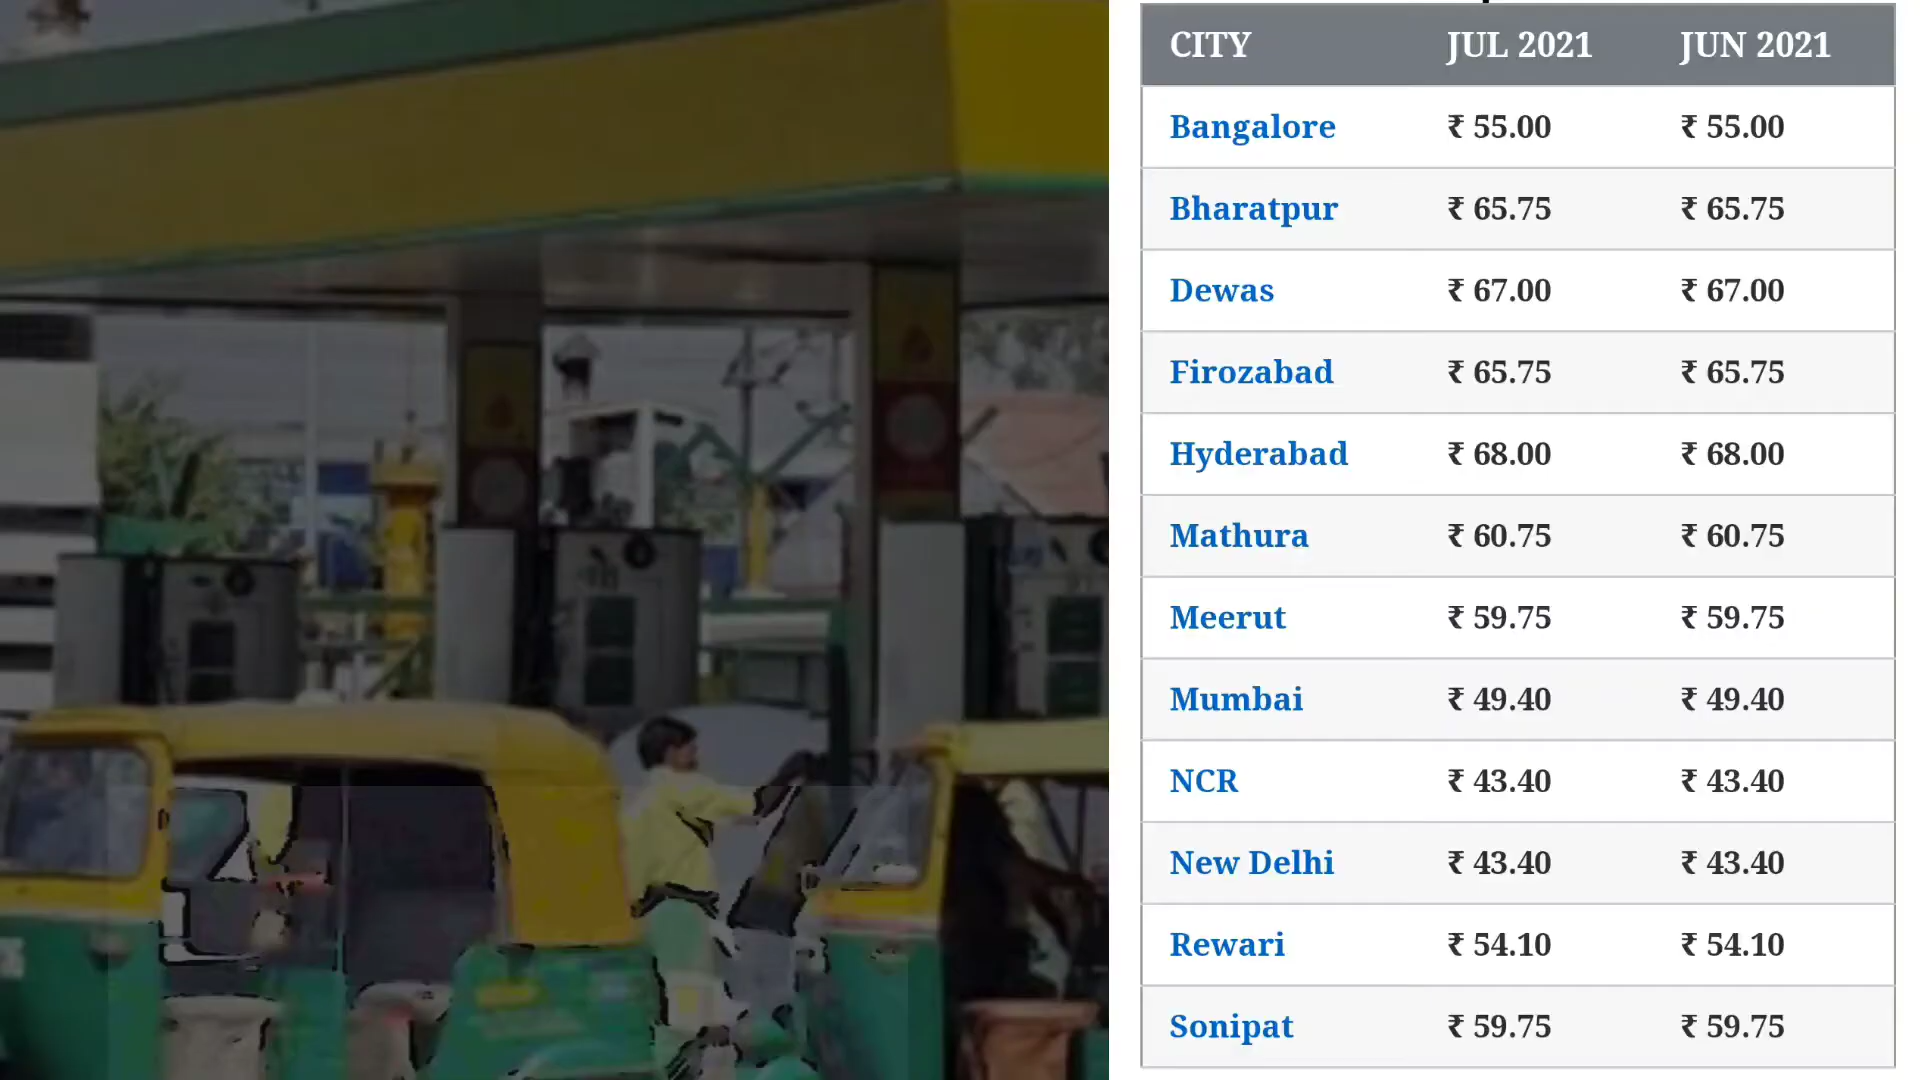 CITY JUL 2021 JUN 2021
Bangalore ₹ 55.00 ₹ 55.00
Bharatpur ₹ 65.75 ₹ 65.75
Dewas ₹ 67.00 ₹ 67.00
Firozabad ₹ 65.75 ₹ 65.75
Hyderabad ₹ 68.00 ₹ 68.00
Mathura ₹ 60.75 ₹ 60.75
Meerut ₹ 59.75 ₹ 59.75
Mumbai ₹ 49.40 ₹ 49.40
NCR ₹ 43.40 ₹ 43.40
New Delhi ₹ 43.40 ₹ 43.40
Rewari ₹ 54.10 ₹ 54.10
Sonipat ₹ 59.75 ₹ 59.75